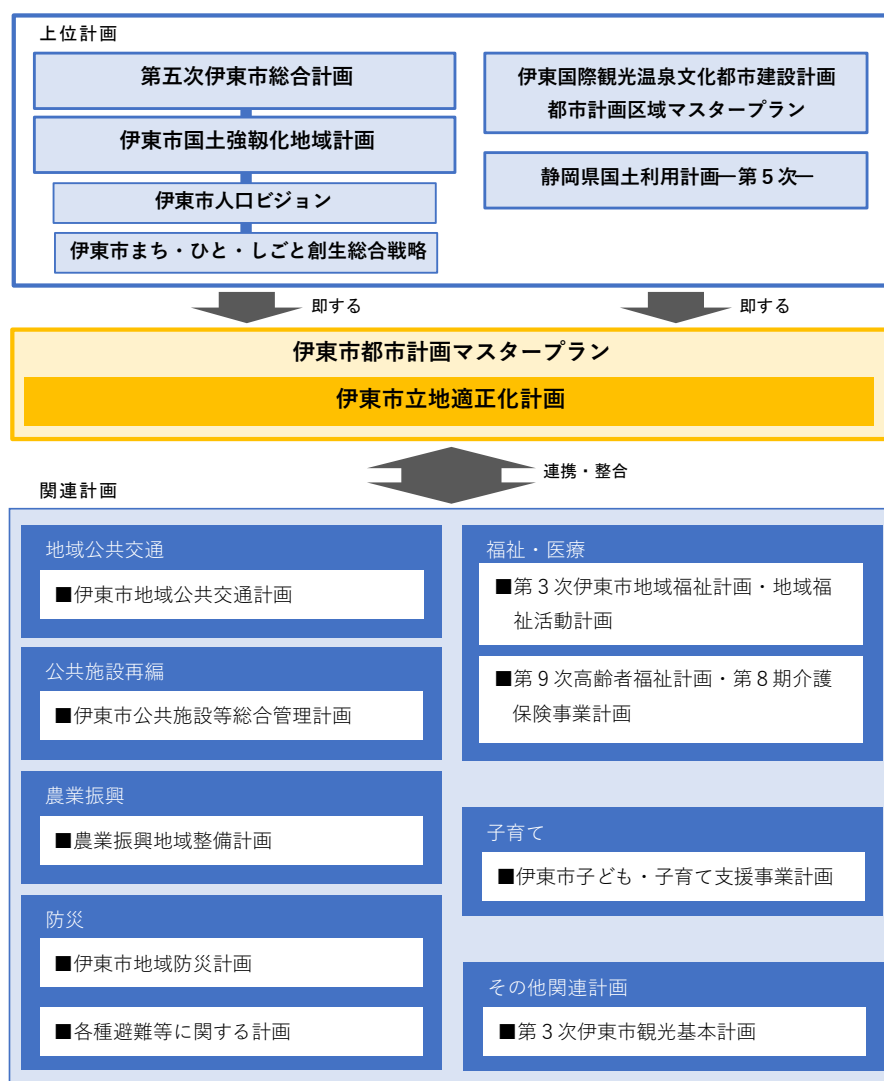 上位計画
第五次伊東市総合計画
伊東市国土強靱化地域計画
伊東市人口ビジョン
伊東市まち・ひと・しごと創生総合戦略
伊東国際観光温泉文化都市建設計画
都市計画区域マスタープラン
静岡県国土利用計画―第５次―
即する
即する
伊東市都市計画マスタープラン
伊東市立地適正化計画
連携・整合
関連計画
地域公共交通
■伊東市地域公共交通計画
公共施設再編
■伊東市公共施設等総合管理計画
農業振興
■農業振興地域整備計画
防災
■伊東市地域防災計画
■各種避難等に関する計画
福祉・医療
■第３次伊東市地域福祉計画・地域福
祉活動計画
■第９次高齢者福祉計画・第８期介護
保険事業計画
子育て
■伊東市子ども・子育て支援事業計画
その他関連計画
■第３次伊東市観光基本計画